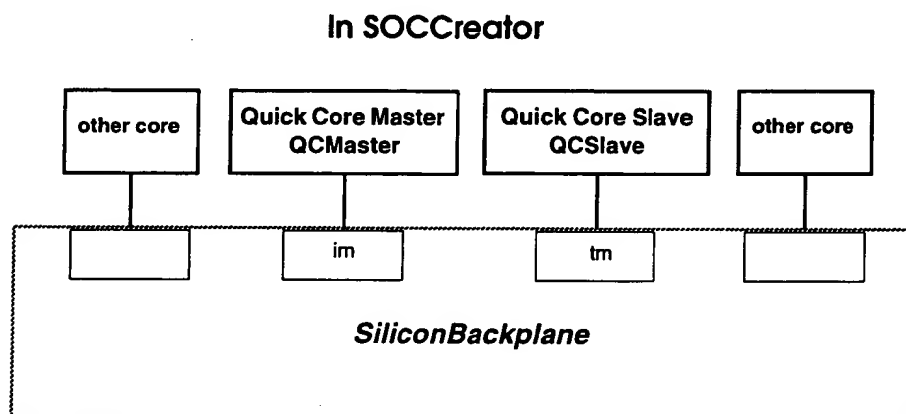 In SOCCreator
other core
Quick Core Master
QCMaster
Quick Core Slave
QCSlave
other core
im
tm
SiliconBackplane